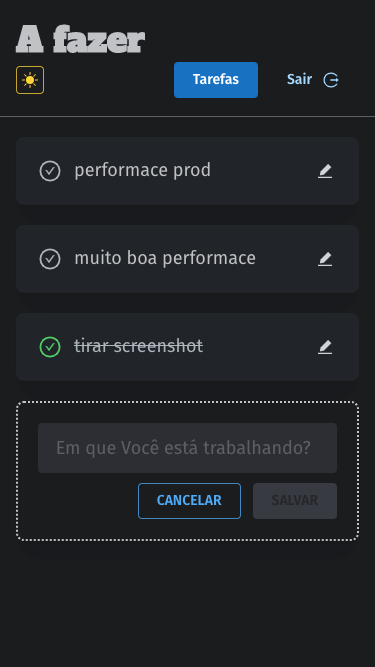 A fazer
Tarefas
Sair
performace prod
muito boa performace
tirar screenshot
Em que Você está trabalhando?
CANCELAR
SALVAR